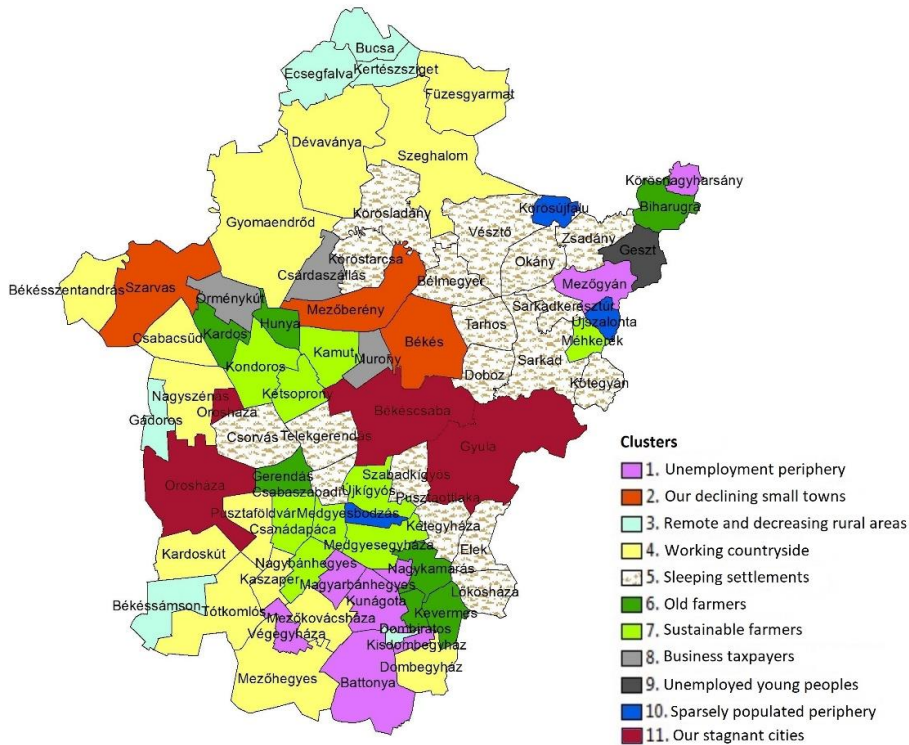 Bucsa
Ecsegfalva
Kertészsziget
Füzesgyarmat
Dévaványa
Szeghalom
Körösnagyharsány
Körösladány
Körösújfalu
Biharugra
Gyomaendrőd
Vésztő
Zsadány
Geszt
Köröstarcsa
Okány
Csárdaszállás
Bélmegyer
Mezőgyán
Békésszentandrás
Szarvas
Örménykút
Mezőberény
Sarkadkeresztúr
Hunya
Tarhos
Újszalonta
Kardos
Csabacsűd
Békés
Méhkerék
Kamut
Murony
Sarkad
Kondoros
Doboz
Kötegyán
Kétsoprony
Nagyszénás
Orosháza
Békéscsaba
Gádoros
Csorvás
Telekgerendás
Gyula
Orosháza
Gerendás
Szabadkígyós
Csabaszabadi
Újkígyós
Pusztaottlaka
Pusztaföldvár
Medgyesbodzás
Csanádapáca
Kétegyháza
Medgyesegyháza
Elek
Kardoskút
Nagybánhegyes
Nagykamarás
Kaszaper
Magyarbánhegyes
Lőkösháza
Békéssámson
Tótkomlós
Kunágota
Kevermes
Mezőkovácsháza
Dombiratos
Végegyháza
Kisdombegyház
Dombegyház
Mezőhegyes
Battonya
Clusters
1. Unemployment periphery
2. Our declining small towns
3. Remote and decreasing rural areas
4. Working countryside
5. Sleeping settlements
6. Old farmers
7. Sustainable farmers
8. Business taxpayers
9. Unemployed young peoples
10. Sparsely populated periphery
11. Our stagnant cities